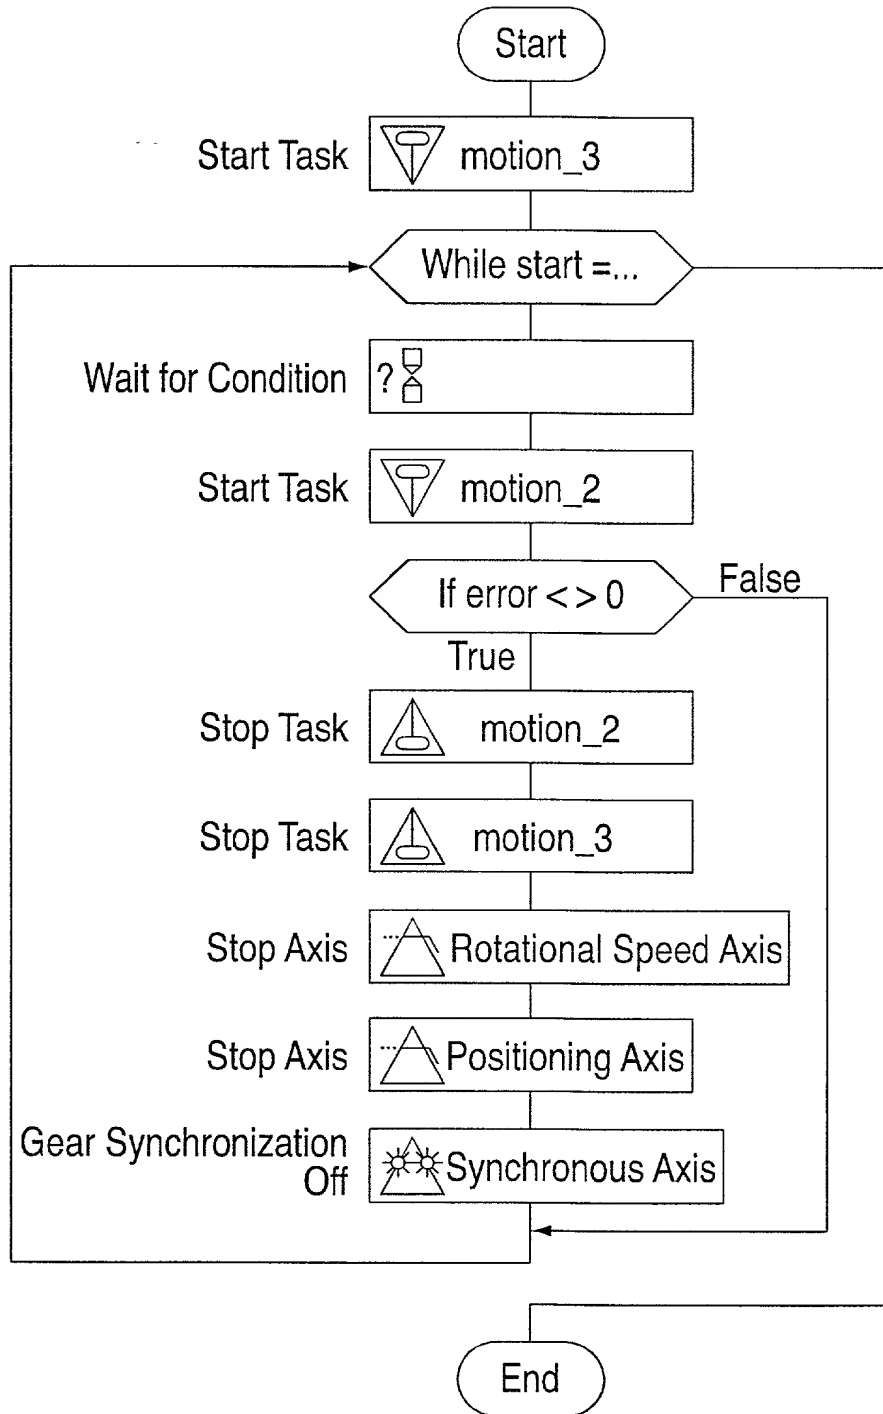 Start
Start Task motion_3
While start =...
Wait for Condition ?
Start Task motion_2
If error < > 0 False
True
Stop Task motion_2
Stop Task motion_3
Stop Axis Rotational Speed Axis
Stop Axis Positioning Axis
Gear Synchronization
Off Synchronous Axis
End